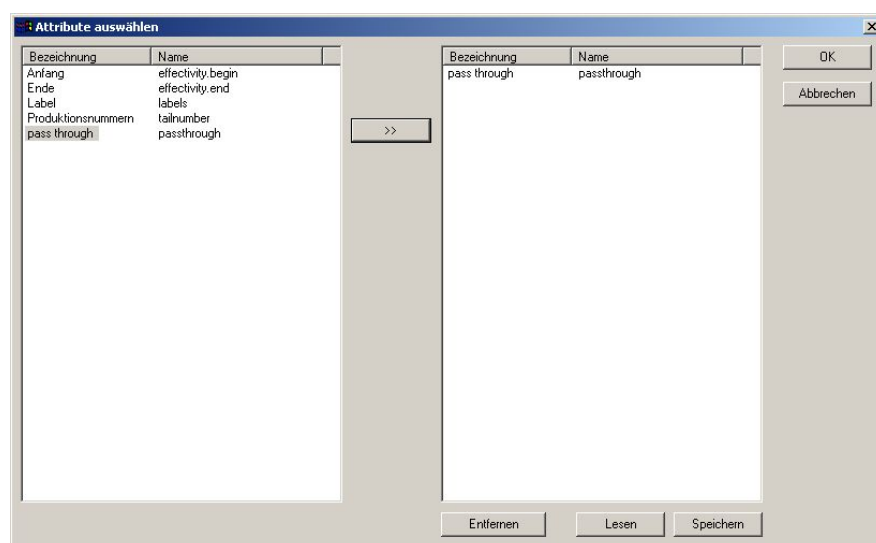 Attribute auswählen
Bezeichnung Name
Anfang effectivity.begin
Ende effectivity.end
Label labels
Produktionsnummern tailnumber
pass through passthrough
>>
Bezeichnung Name
pass through passthrough
OK
Abbrechen
Entfernen Lesen Speichern